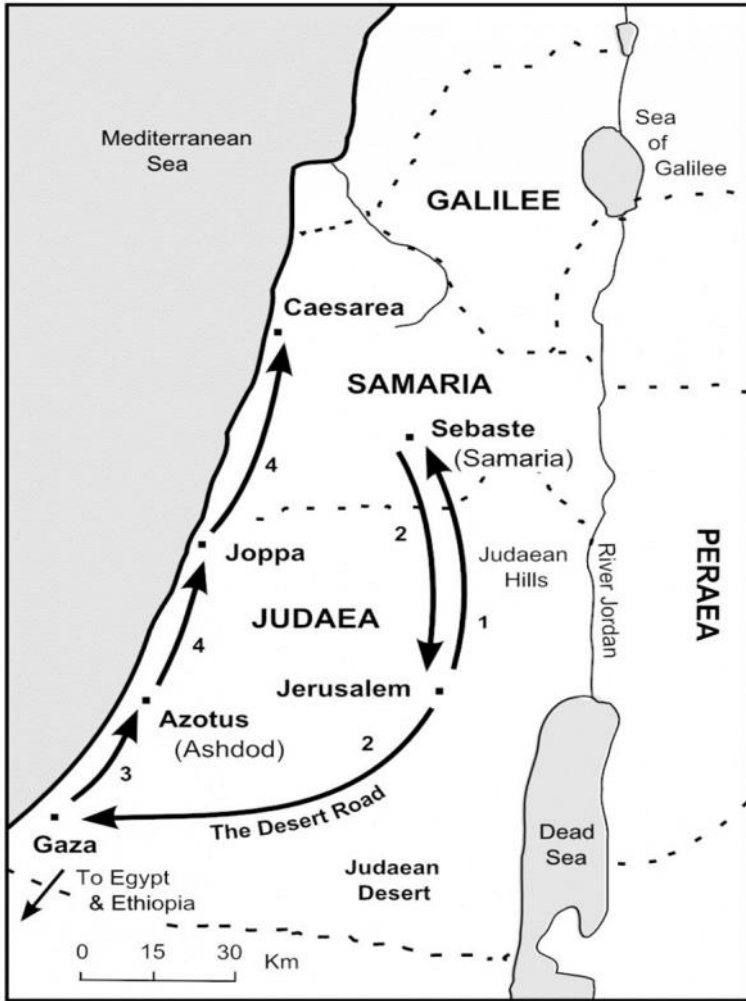 Mediterranean
Sea
Sea
of
Galilee
GALILEE
Caesarea
SAMARIA
Sebaste
(Samaria)
4
2
Joppa
Judaean
Hills
River Jordan
PERAEA
JUDAEA
1
4
Jerusalem
Azotus
(Ashdod)
2
3
The Desert Road
Gaza
Dead
Sea
To Egypt
& Ethiopia
Judaean
Desert
0 15 30 Km